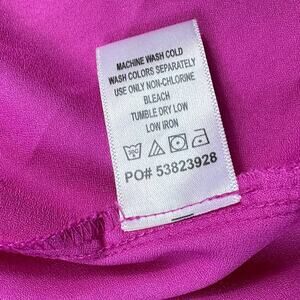 MACHINE WASH COLD
WASH COLORS SEPARATELY
USE ONLY NON-CHLORINE
BLEACH
TUMBLE DRY LOW
LOW IRON
PO# 53823928